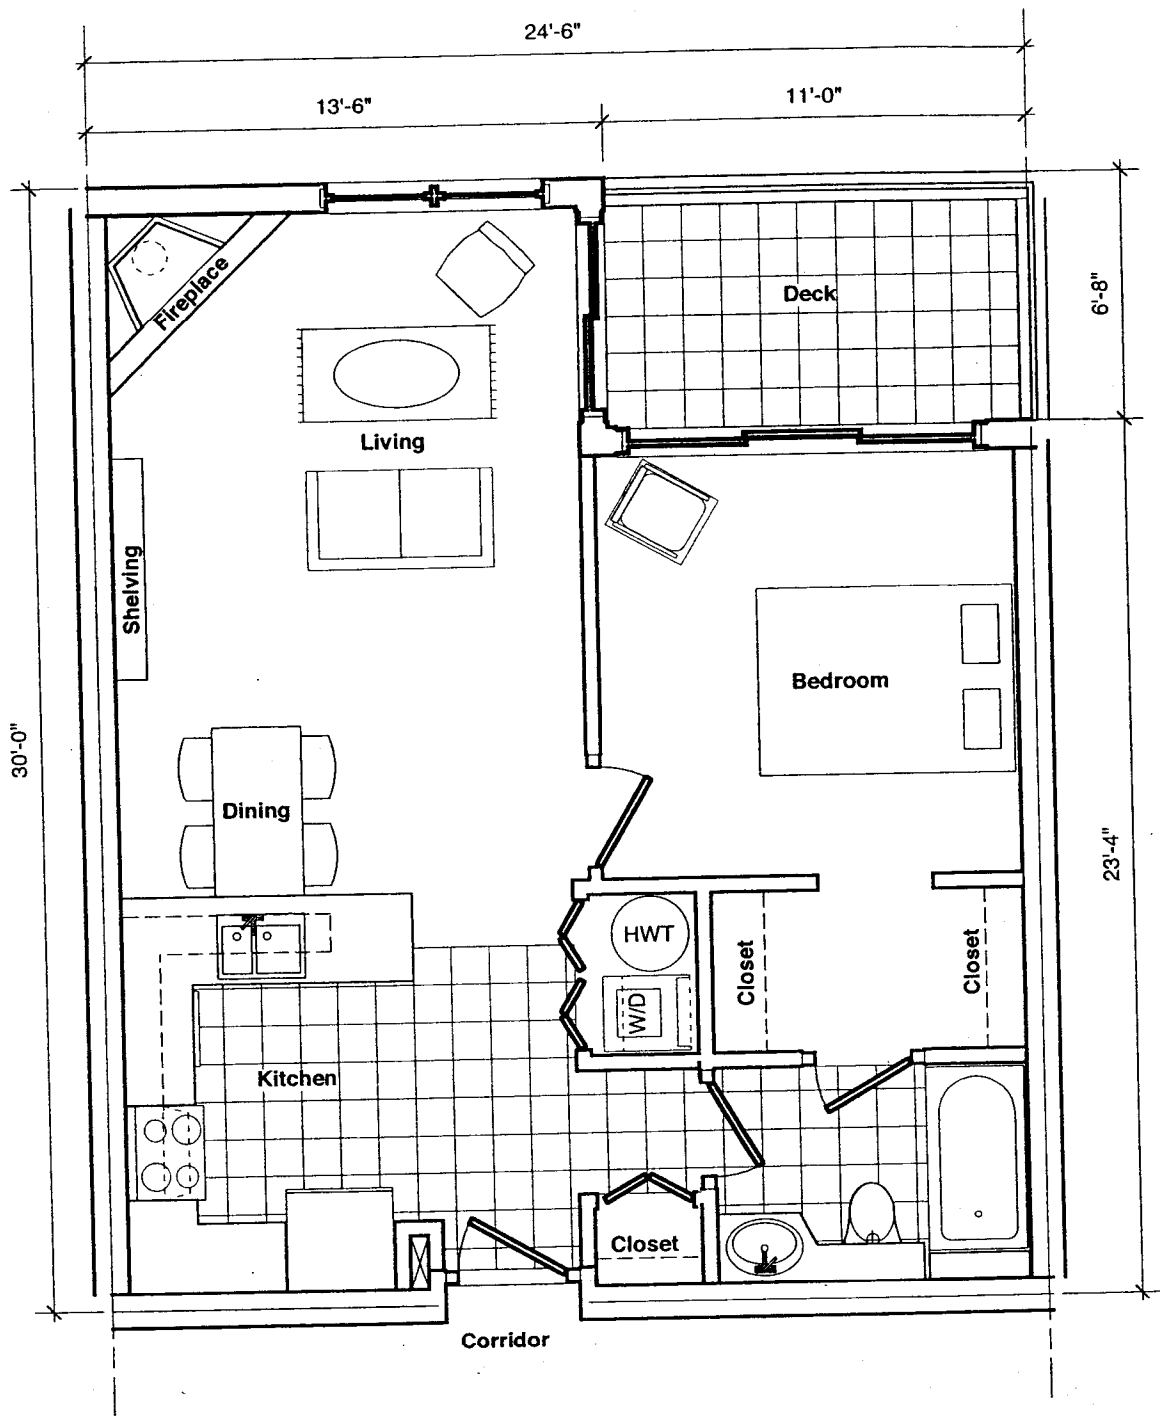 24'-6"
13'-6"
11'-0"
6'-8"
Deck
Fireplace
Living
Shelving
Bedroom
30'-0"
Dining
23'-4"
HWT
Closet
Closet
W/D
Kitchen
Closet
Corridor